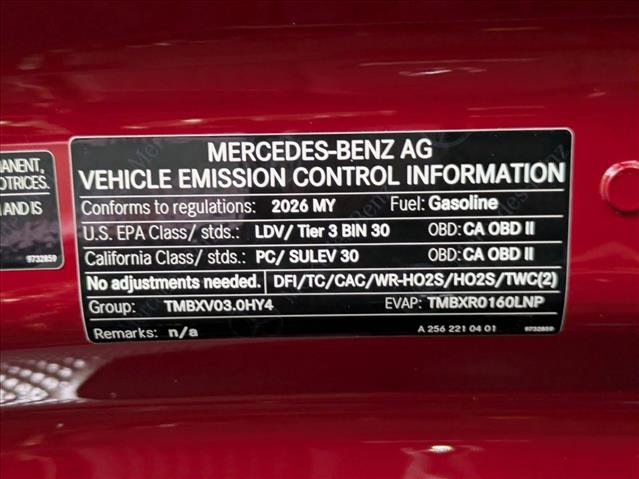 MERCEDES-BENZ AG
VEHICLE EMISSION CONTROL INFORMATION
Conforms to regulations: 2026 MY Fuel: Gasoline
U.S. EPA Class/ stds.: LDV/ Tier 3 BIN 30 OBD: CA OBD II
California Class/ stds.: PC/ SULEV 30 OBD: CA OBD II
No adjustments needed. DFI/TC/CAC/WR-HO2S/HO2S/TWC(2)
Group: TMBXV03.0HY4 EVAP: TMBXR0160LNP
Remarks: n/a A 256 221 04 01 9732859
ANENT,
OTRICES.
AND IS
9732859